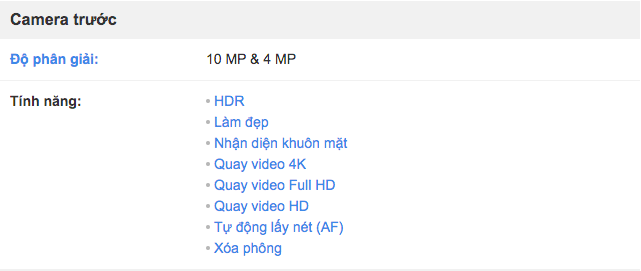 Camera trước
Độ phân giải: 10 MP & 4 MP
Tính năng:
• HDR
• Làm đẹp
• Nhận diện khuôn mặt
• Quay video 4K
• Quay video Full HD
• Quay video HD
• Tự động lấy nét (AF)
• Xóa phông